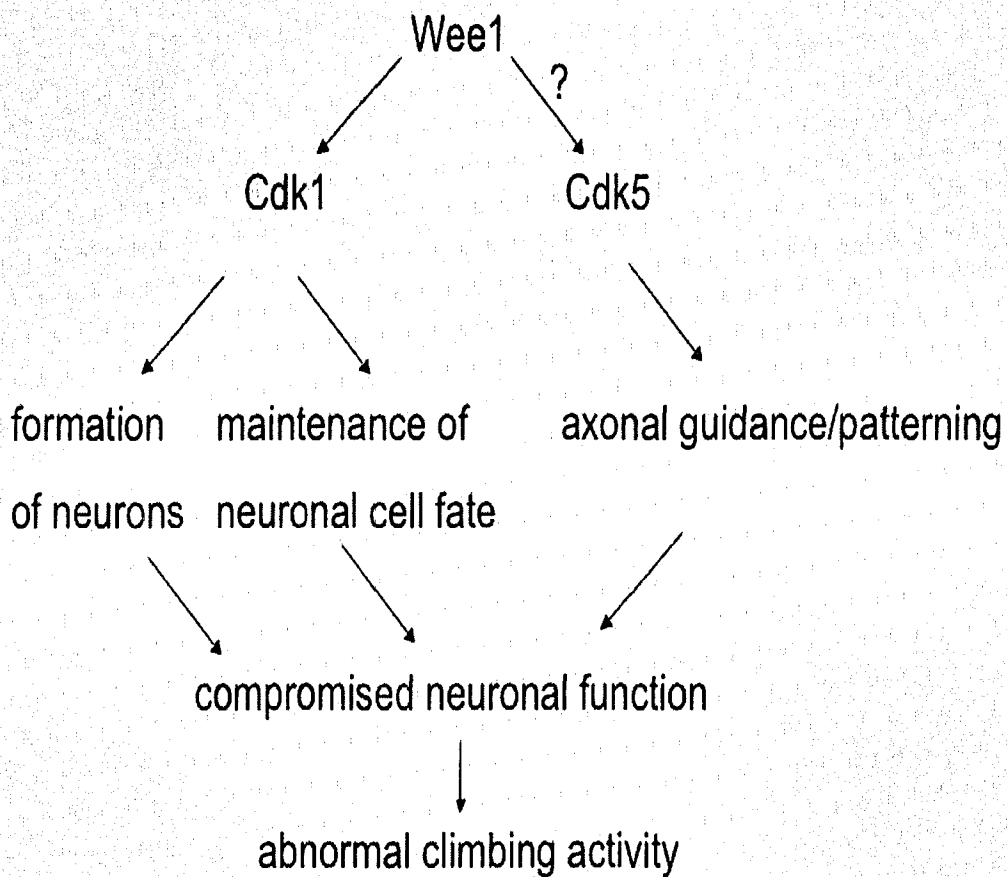 Wee1
?
Cdk1
Cdk5
formation
of neurons
maintenance of
neuronal cell fate
axonal guidance/patterning
compromised neuronal function
abnormal climbing activity